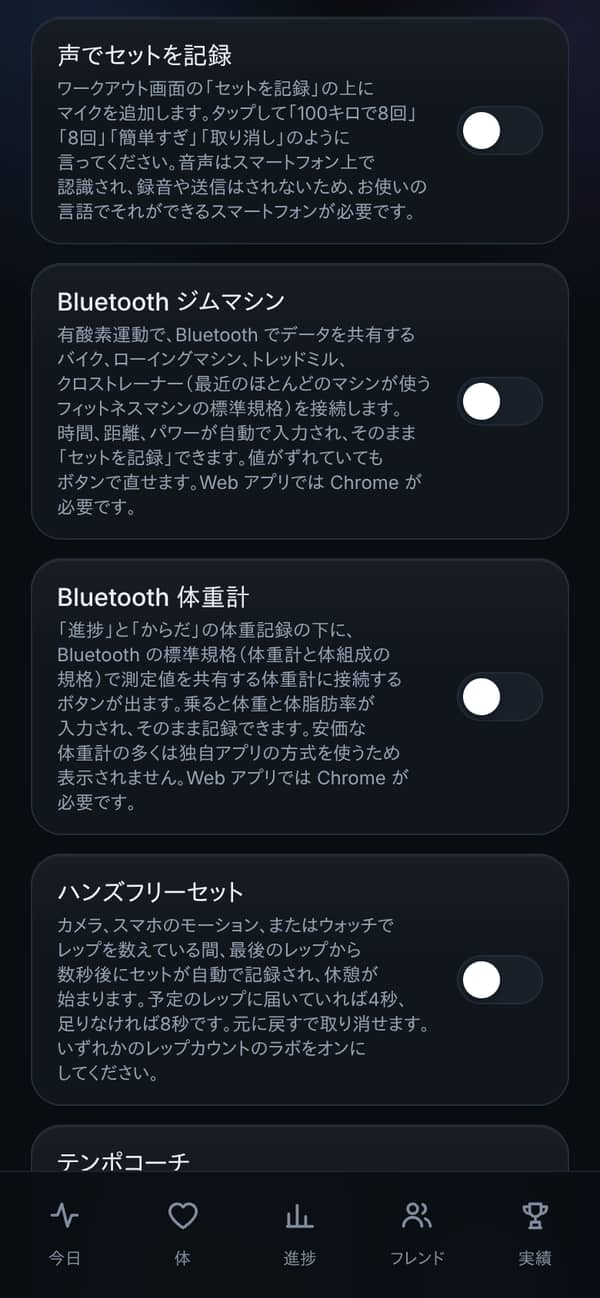 声でセットを記録
ワークアウト画面の「セットを記録」の上に
マイクを追加します。タップして「100キロで8回」
「8回」「簡単すぎ」「取り消し」のように
言ってください。音声はスマートフォン上で
認識され、録音や送信はされないため、お使いの
言語でそれができるスマートフォンが必要です。
Bluetooth ジムマシン
有酸素運動で、Bluetooth でデータを共有する
バイク、ローイングマシン、トレッドミル、
クロストレーナー（最近のほとんどのマシンが使う
フィットネスマシンの標準規格）を接続します。
時間、距離、パワーが自動で入力され、そのまま
「セットを記録」できます。値がずれていても
ボタンで直せます。Web アプリでは Chrome が
必要です。
Bluetooth 体重計
「進捗」と「からだ」の体重記録の下に、
Bluetooth の標準規格（体重計と体組成の
規格）で測定値を共有する体重計に接続する
ボタンが出ます。乗ると体重と体脂肪率が
入力され、そのまま記録できます。安価な
体重計の多くは独自アプリの方式を使うため
表示されません。Web アプリでは Chrome が
必要です。
ハンズフリーセット
カメラ、スマホのモーション、またはウォッチで
レップを数えている間、最後のレップから
数秒後にセットが自動で記録され、休憩が
始まります。予定のレップに届いていれば4秒、
足りなければ8秒です。元に戻すで取り消せます。
いずれかのレップカウントのラボをオンに
してください。
テンポコーチ
今日
体
進捗
フレンド
実績